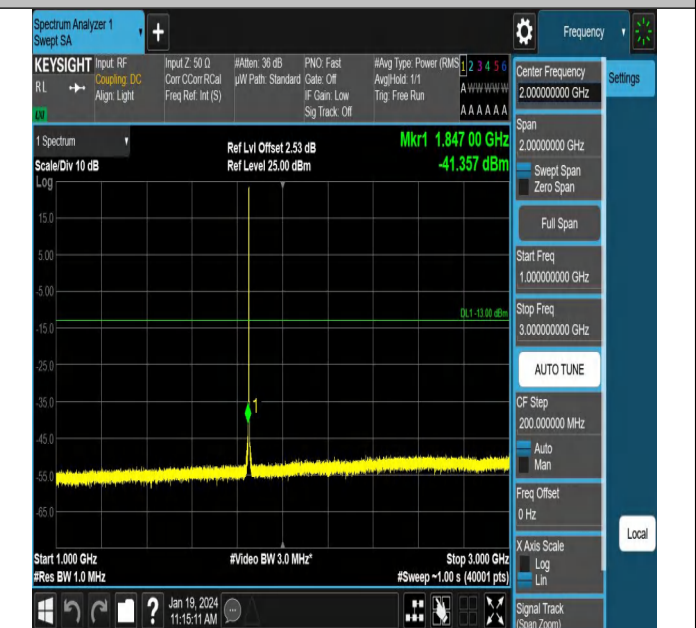 Spectrum Analyzer 1
Swept SA
+
Frequency
KEYSIGHT
RL
LXI
Input: RF
Coupling: DC
Align: Light
Input Z: 50 Ω
Corr CCorr RCal
Freq Ref: Int (S)
#Atten: 36 dB
µW Path: Standard
PNO: Fast
Gate: Off
IF Gain: Low
Sig Track: Off
#Avg Type: Power (RMS
Avg|Hold: 1/1
Trig: Free Run
1 2 3 4 5 6
A W W W W W
A A A A A A
1 Spectrum
Scale/Div 10 dB
Log
Ref Lvl Offset 2.53 dB
Ref Level 25.00 dBm
Mkr1 1.847 00 GHz
-41.357 dBm
15.0
5.00
-5.00
-15.0
-25.0
-35.0
-45.0
-55.0
-65.0
DL1 -13.00 dBm
1
Start 1.000 GHz
#Res BW 1.0 MHz
#Video BW 3.0 MHz*
Stop 3.000 GHz
#Sweep ~1.00 s (40001 pts)
Center Frequency
2.000000000 GHz
Settings
Span
2.00000000 GHz
Swept Span
Zero Span
Full Span
Start Freq
1.000000000 GHz
Stop Freq
3.000000000 GHz
AUTO TUNE
CF Step
200.000000 MHz
Auto
Man
Freq Offset
0 Hz
X Axis Scale
Log
Lin
Local
Signal Track
(Span Zoom)
?
Jan 19, 2024
11:15:11 AM